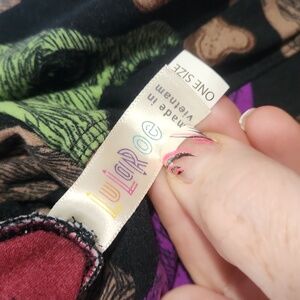 LuLaRoe
made in
vietnam
ONE SIZE